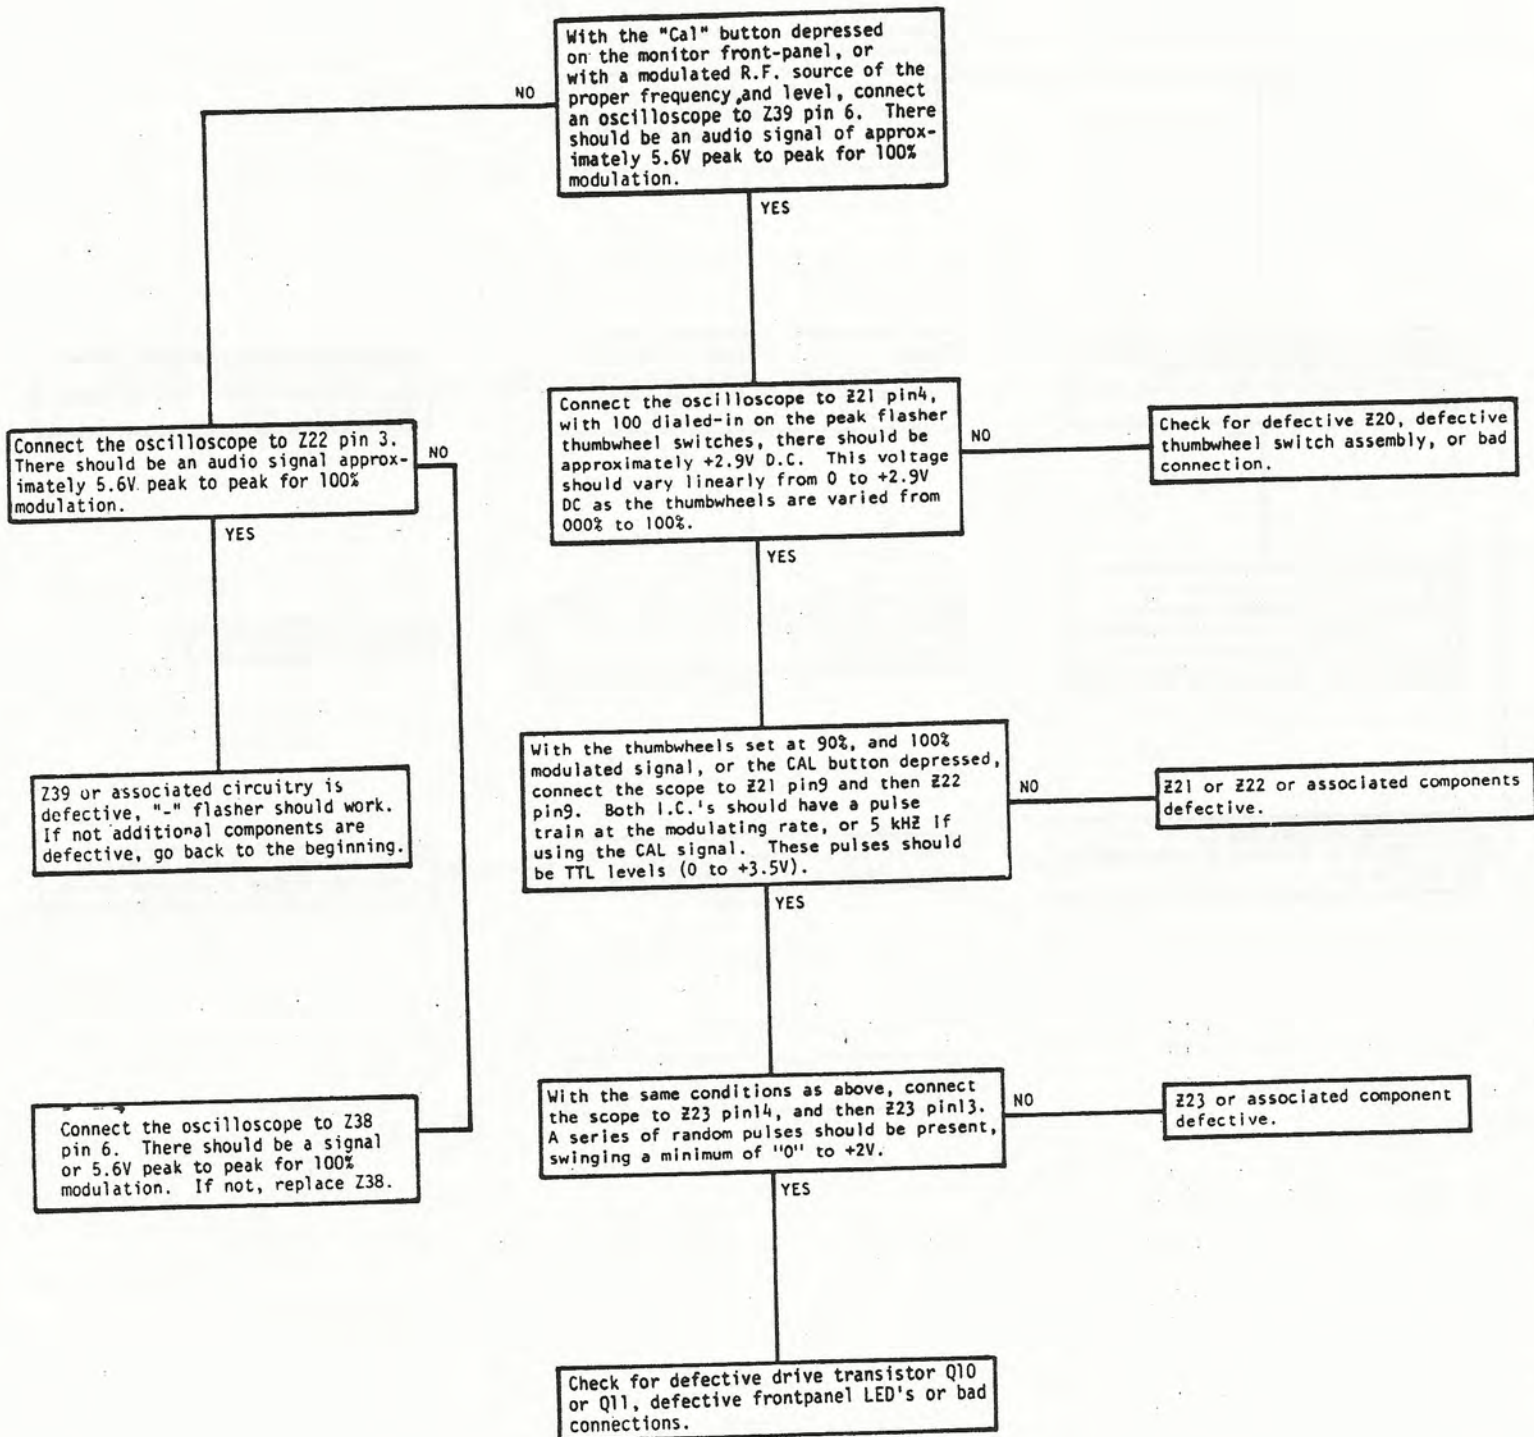 With the "Cal" button depressed
on the monitor front-panel, or
with a modulated R.F. source of the
proper frequency,and level, connect
an oscilloscope to Z39 pin 6. There
should be an audio signal of approx-
imately 5.6V peak to peak for 100%
modulation.
NO
YES
Connect the oscilloscope to Z22 pin 3.
There should be an audio signal approx-
imately 5.6V peak to peak for 100%
modulation.
NO
YES
Connect the oscilloscope to Z21 pin4,
with 100 dialed-in on the peak flasher
thumbwheel switches, there should be
approximately +2.9V D.C. This voltage
should vary linearly from 0 to +2.9V
DC as the thumbwheels are varied from
000% to 100%.
NO
YES
Check for defective Z20, defective
thumbwheel switch assembly, or bad
connection.
Z39 or associated circuitry is
defective, "-" flasher should work.
If not additional components are
defective, go back to the beginning.
With the thumbwheels set at 90%, and 100%
modulated signal, or the CAL button depressed,
connect the scope to Z21 pin9 and then Z22
pin9. Both I.C.'s should have a pulse
train at the modulating rate, or 5 kHZ if
using the CAL signal. These pulses should
be TTL levels (0 to +3.5V).
NO
YES
Z21 or Z22 or associated components
defective.
Connect the oscilloscope to Z38
pin 6. There should be a signal
or 5.6V peak to peak for 100%
modulation. If not, replace Z38.
With the same conditions as above, connect
the scope to Z23 pin14, and then Z23 pin13.
A series of random pulses should be present,
swinging a minimum of "0" to +2V.
NO
YES
Z23 or associated component
defective.
Check for defective drive transistor Q10
or Q11, defective frontpanel LED's or bad
connections.